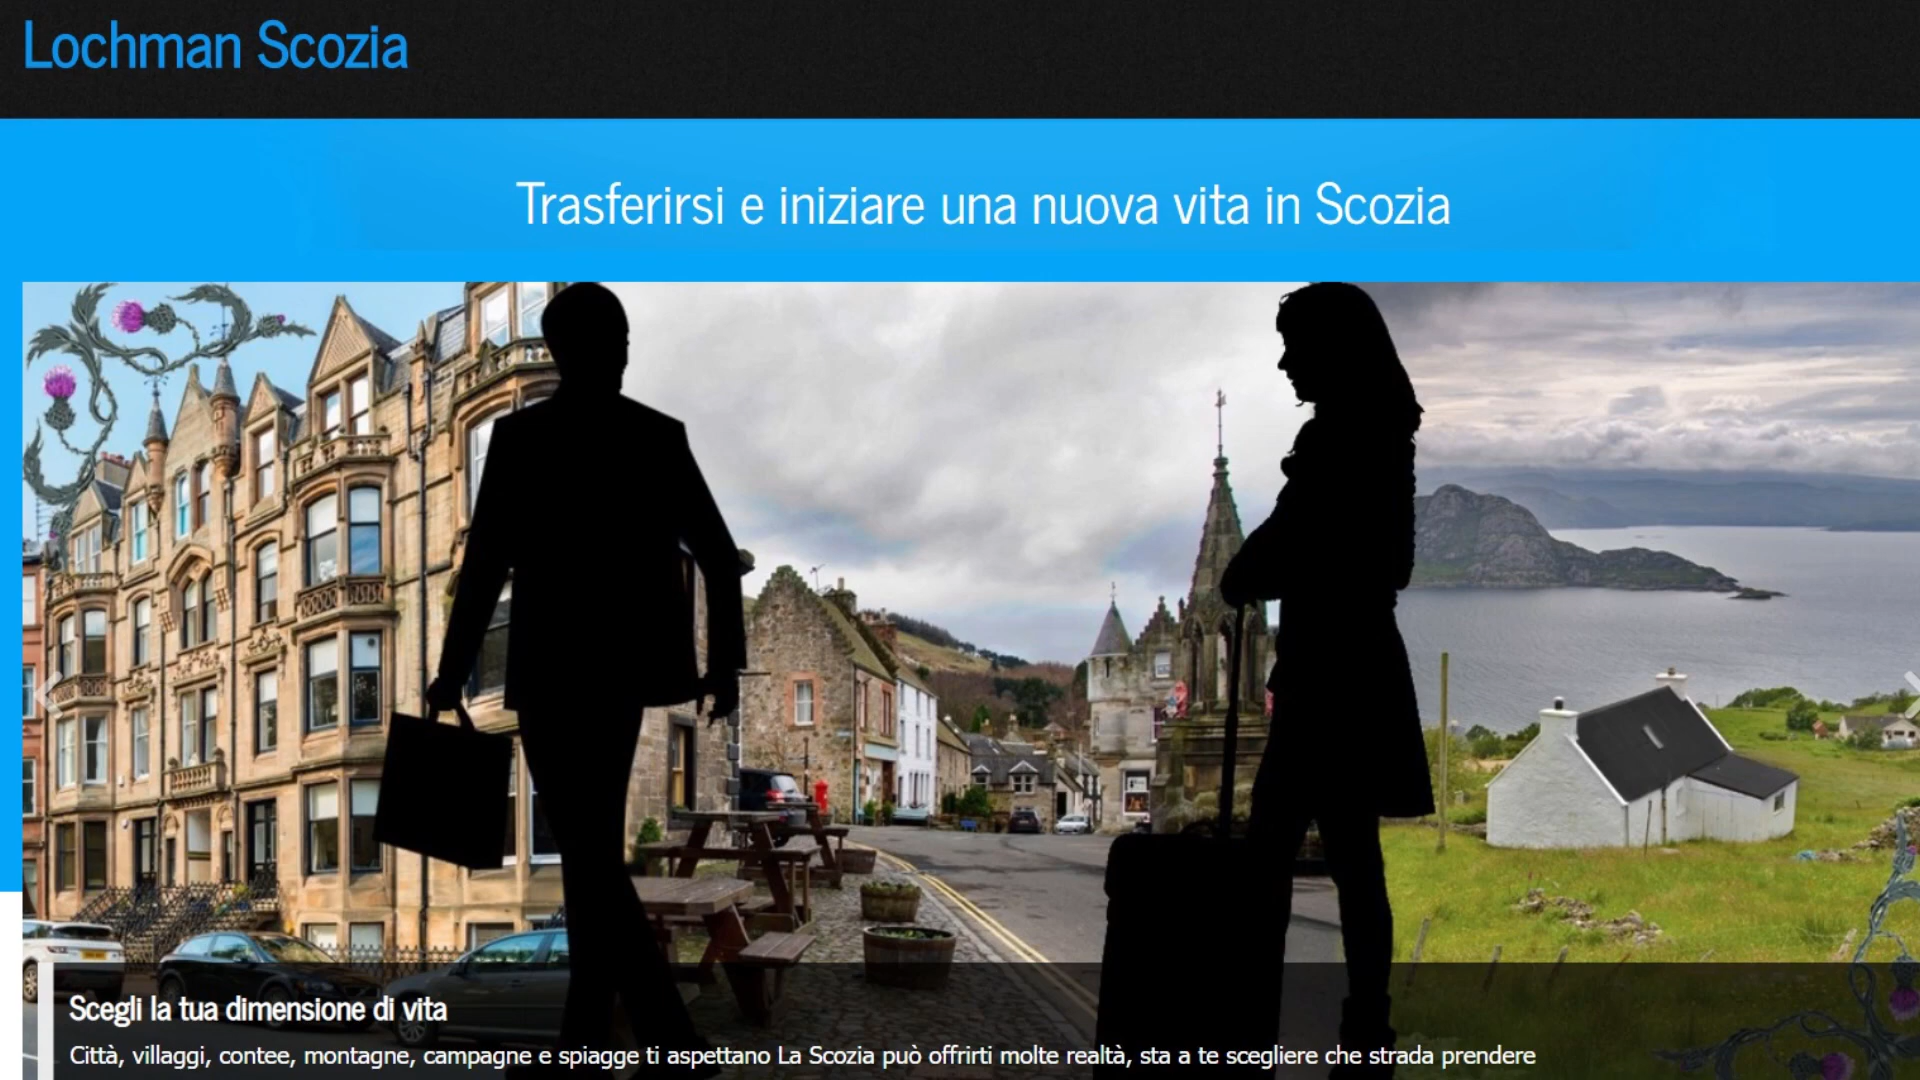 Lochman Scozia
Trasferirsi e iniziare una nuova vita in Scozia
Scegli la tua dimensione di vita
Città, villaggi, contee, montagne, campagne e spiagge ti aspettano La Scozia può offrirti molte realtà, sta a te scegliere che strada prendere